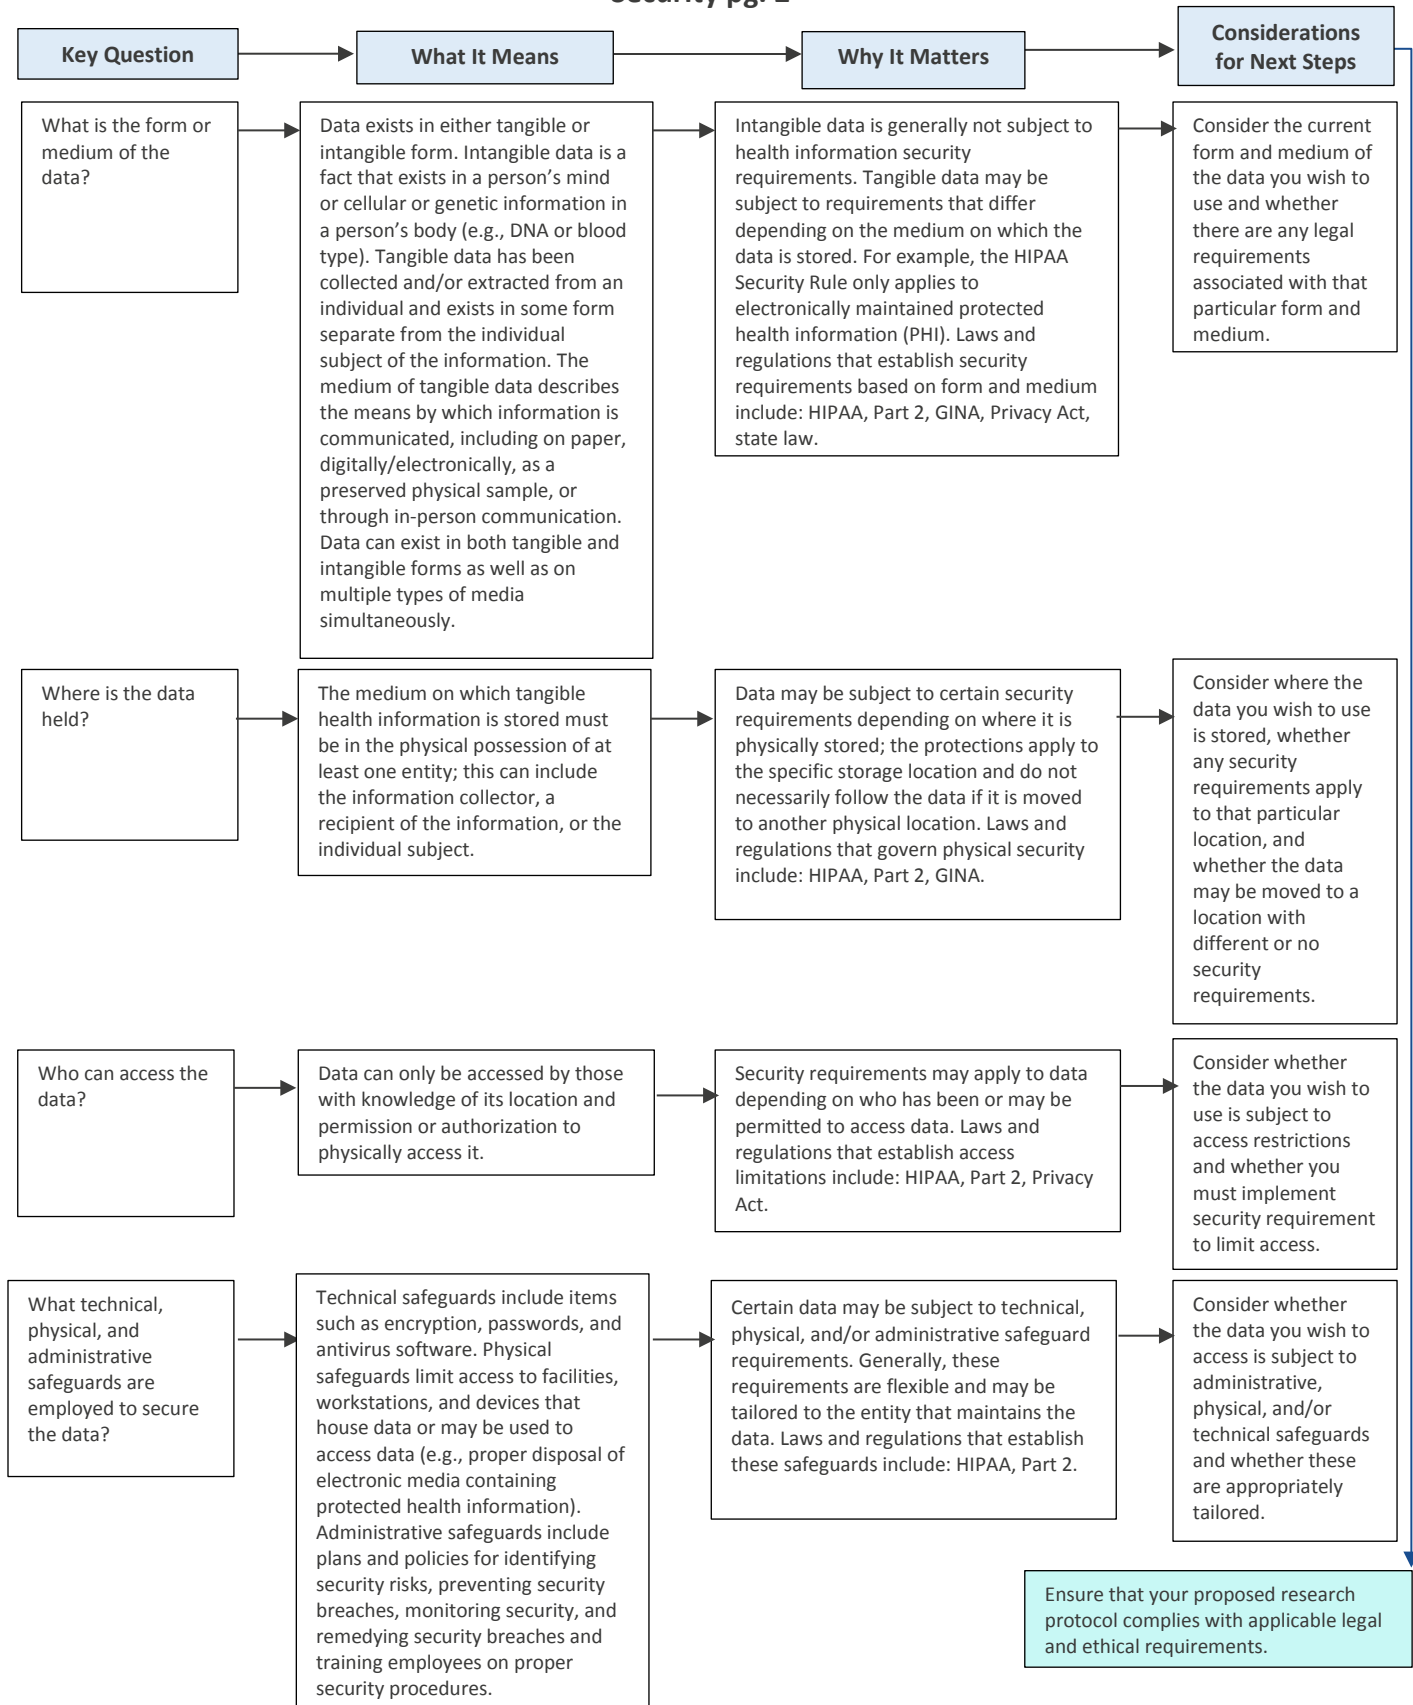 Key Question
What It Means
Why It Matters
Considerations
for Next Steps
What is the form or
medium of the
data?
Data exists in either tangible or
intangible form. Intangible data is a
fact that exists in a person’s mind
or cellular or genetic information in
a person’s body (e.g., DNA or blood
type). Tangible data has been
collected and/or extracted from an
individual and exists in some form
separate from the individual
subject of the information. The
medium of tangible data describes
the means by which information is
communicated, including on paper,
digitally/electronically, as a
preserved physical sample, or
through in-person communication.
Data can exist in both tangible and
intangible forms as well as on
multiple types of media
simultaneously.
Intangible data is generally not subject to
health information security
requirements. Tangible data may be
subject to requirements that differ
depending on the medium on which the
data is stored. For example, the HIPAA
Security Rule only applies to
electronically maintained protected
health information (PHI). Laws and
regulations that establish security
requirements based on form and medium
include: HIPAA, Part 2, GINA, Privacy Act,
state law.
Consider the current
form and medium of
the data you wish to
use and whether
there are any legal
requirements
associated with that
particular form and
medium.
Where is the data
held?
The medium on which tangible
health information is stored must
be in the physical possession of at
least one entity; this can include
the information collector, a
recipient of the information, or the
individual subject.
Data may be subject to certain security
requirements depending on where it is
physically stored; the protections apply to
the specific storage location and do not
necessarily follow the data if it is moved
to another physical location. Laws and
regulations that govern physical security
include: HIPAA, Part 2, GINA.
Consider where the
data you wish to use
is stored, whether
any security
requirements apply
to that particular
location, and
whether the data
may be moved to a
location with
different or no
security
requirements.
Who can access the
data?
Data can only be accessed by those
with knowledge of its location and
permission or authorization to
physically access it.
Security requirements may apply to data
depending on who has been or may be
permitted to access data. Laws and
regulations that establish access
limitations include: HIPAA, Part 2, Privacy
Act.
Consider whether
the data you wish to
use is subject to
access restrictions
and whether you
must implement
security requirement
to limit access.
What technical,
physical, and
administrative
safeguards are
employed to secure
the data?
Technical safeguards include items
such as encryption, passwords, and
antivirus software. Physical
safeguards limit access to facilities,
workstations, and devices that
house data or may be used to
access data (e.g., proper disposal of
electronic media containing
protected health information).
Administrative safeguards include
plans and policies for identifying
security risks, preventing security
breaches, monitoring security, and
remedying security breaches and
training employees on proper
security procedures.
Certain data may be subject to technical,
physical, and/or administrative safeguard
requirements. Generally, these
requirements are flexible and may be
tailored to the entity that maintains the
data. Laws and regulations that establish
these safeguards include: HIPAA, Part 2.
Consider whether
the data you wish to
access is subject to
administrative,
physical, and/or
technical safeguards
and whether these
are appropriately
tailored.
Ensure that your proposed research
protocol complies with applicable legal
and ethical requirements.